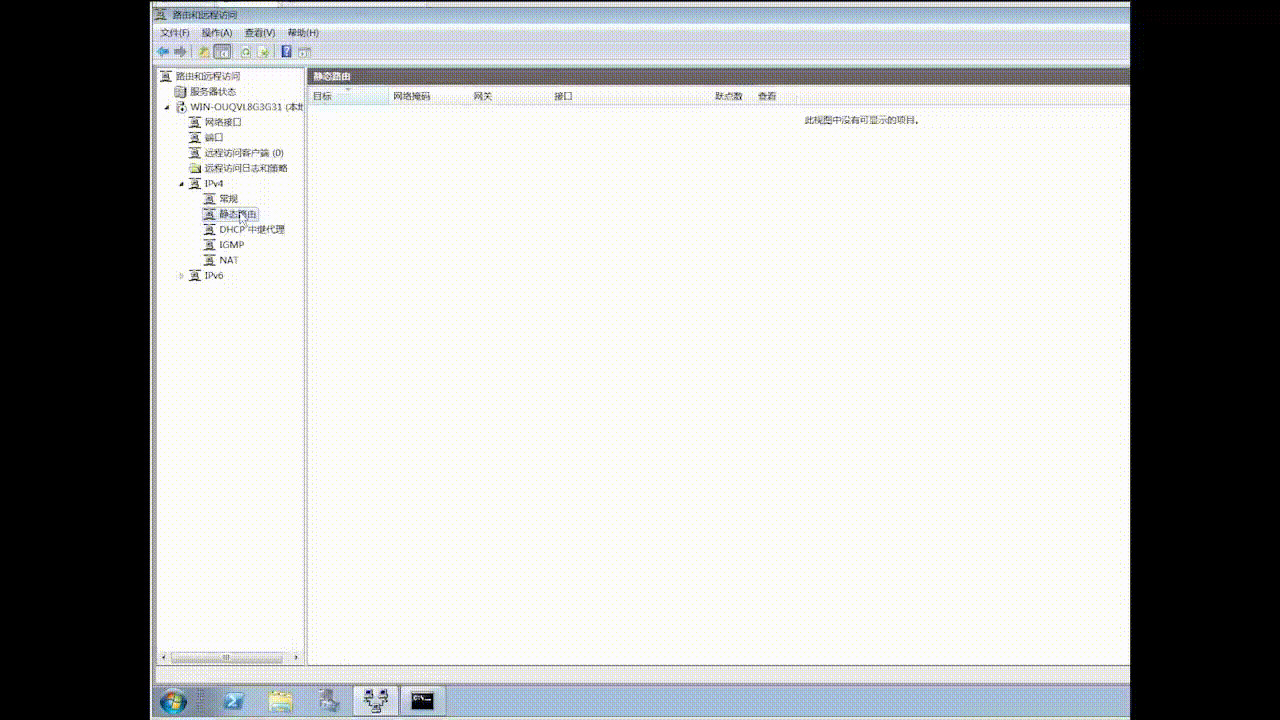 路由和远程访问
文件(F) 操作(A) 查看(V) 帮助(H)
路由和远程访问
服务器状态
WIN-OUQVL8G3G31 (本地
网络接口
端口
远程访问客户端 (0)
远程访问日志和策略
IPv4
常规
静态路由
DHCP 中继代理
IGMP
NAT
IPv6
静态路由
目标 网络掩码 网关 接口 跃点数 查看
此视图中没有可显示的项目。